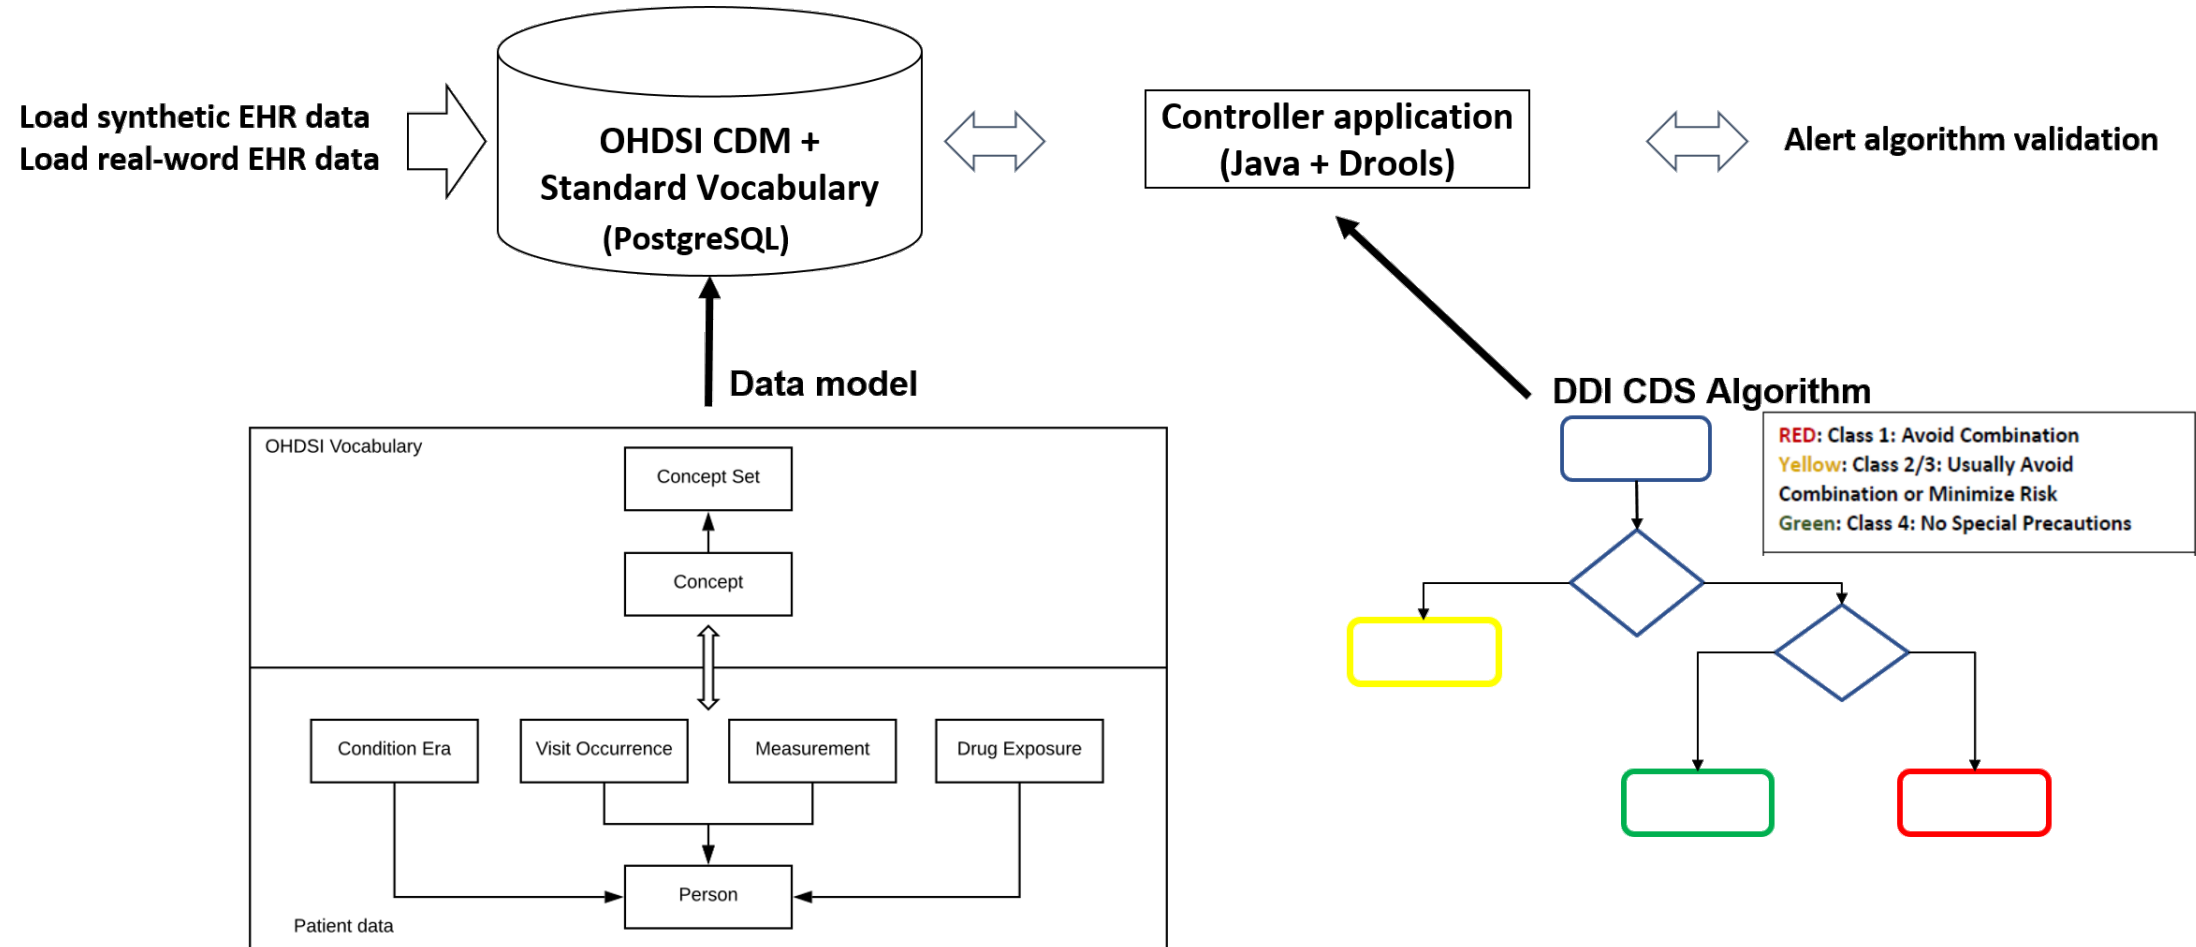 Load synthetic EHR data
Load real-word EHR data
OHDSI CDM +
Standard Vocabulary
(PostgreSQL)
Controller application
(Java + Drools)
Alert algorithm validation
Data model
DDI CDS Algorithm
OHDSI Vocabulary
Concept Set
Concept
Condition Era
Visit Occurrence
Measurement
Drug Exposure
Person
Patient data
RED: Class 1: Avoid Combination
Yellow: Class 2/3: Usually Avoid
Combination or Minimize Risk
Green: Class 4: No Special Precautions